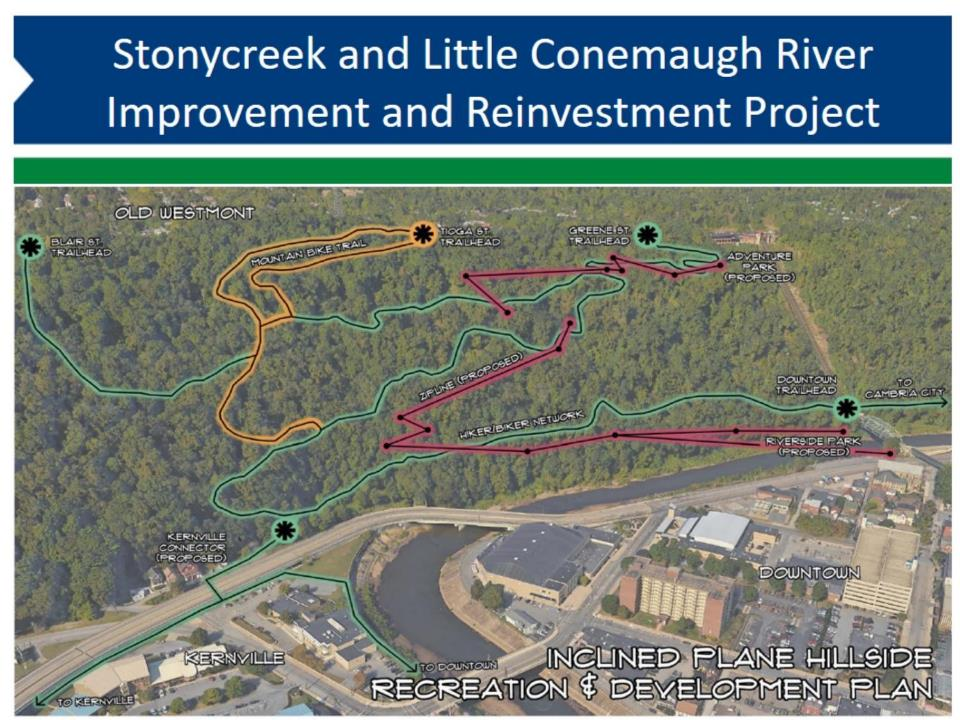 Stonycreek and Little Conemaugh River
Improvement and Reinvestment Project
OLD WESTMONT
BLAIR ST.
TRAILHEAD
MOUNTAIN BIKE TRAIL
TIOGA ST.
TRAILHEAD
GREENE ST.
TRAILHEAD
ADVENTURE
PARK
(PROPOSED)
ZIPLINE (PROPOSED)
HIKER/BIKER NETWORK
DOWNTOWN
TRAILHEAD
TO
CAMBRIA CITY
RIVERSIDE PARK
(PROPOSED)
KERNVILLE
CONNECTOR
(PROPOSED)
DOWNTOWN
KERNVILLE
TO DOWNTOWN
TO KERNVILLE
INCLINED PLANE HILLSIDE
RECREATION & DEVELOPMENT PLAN